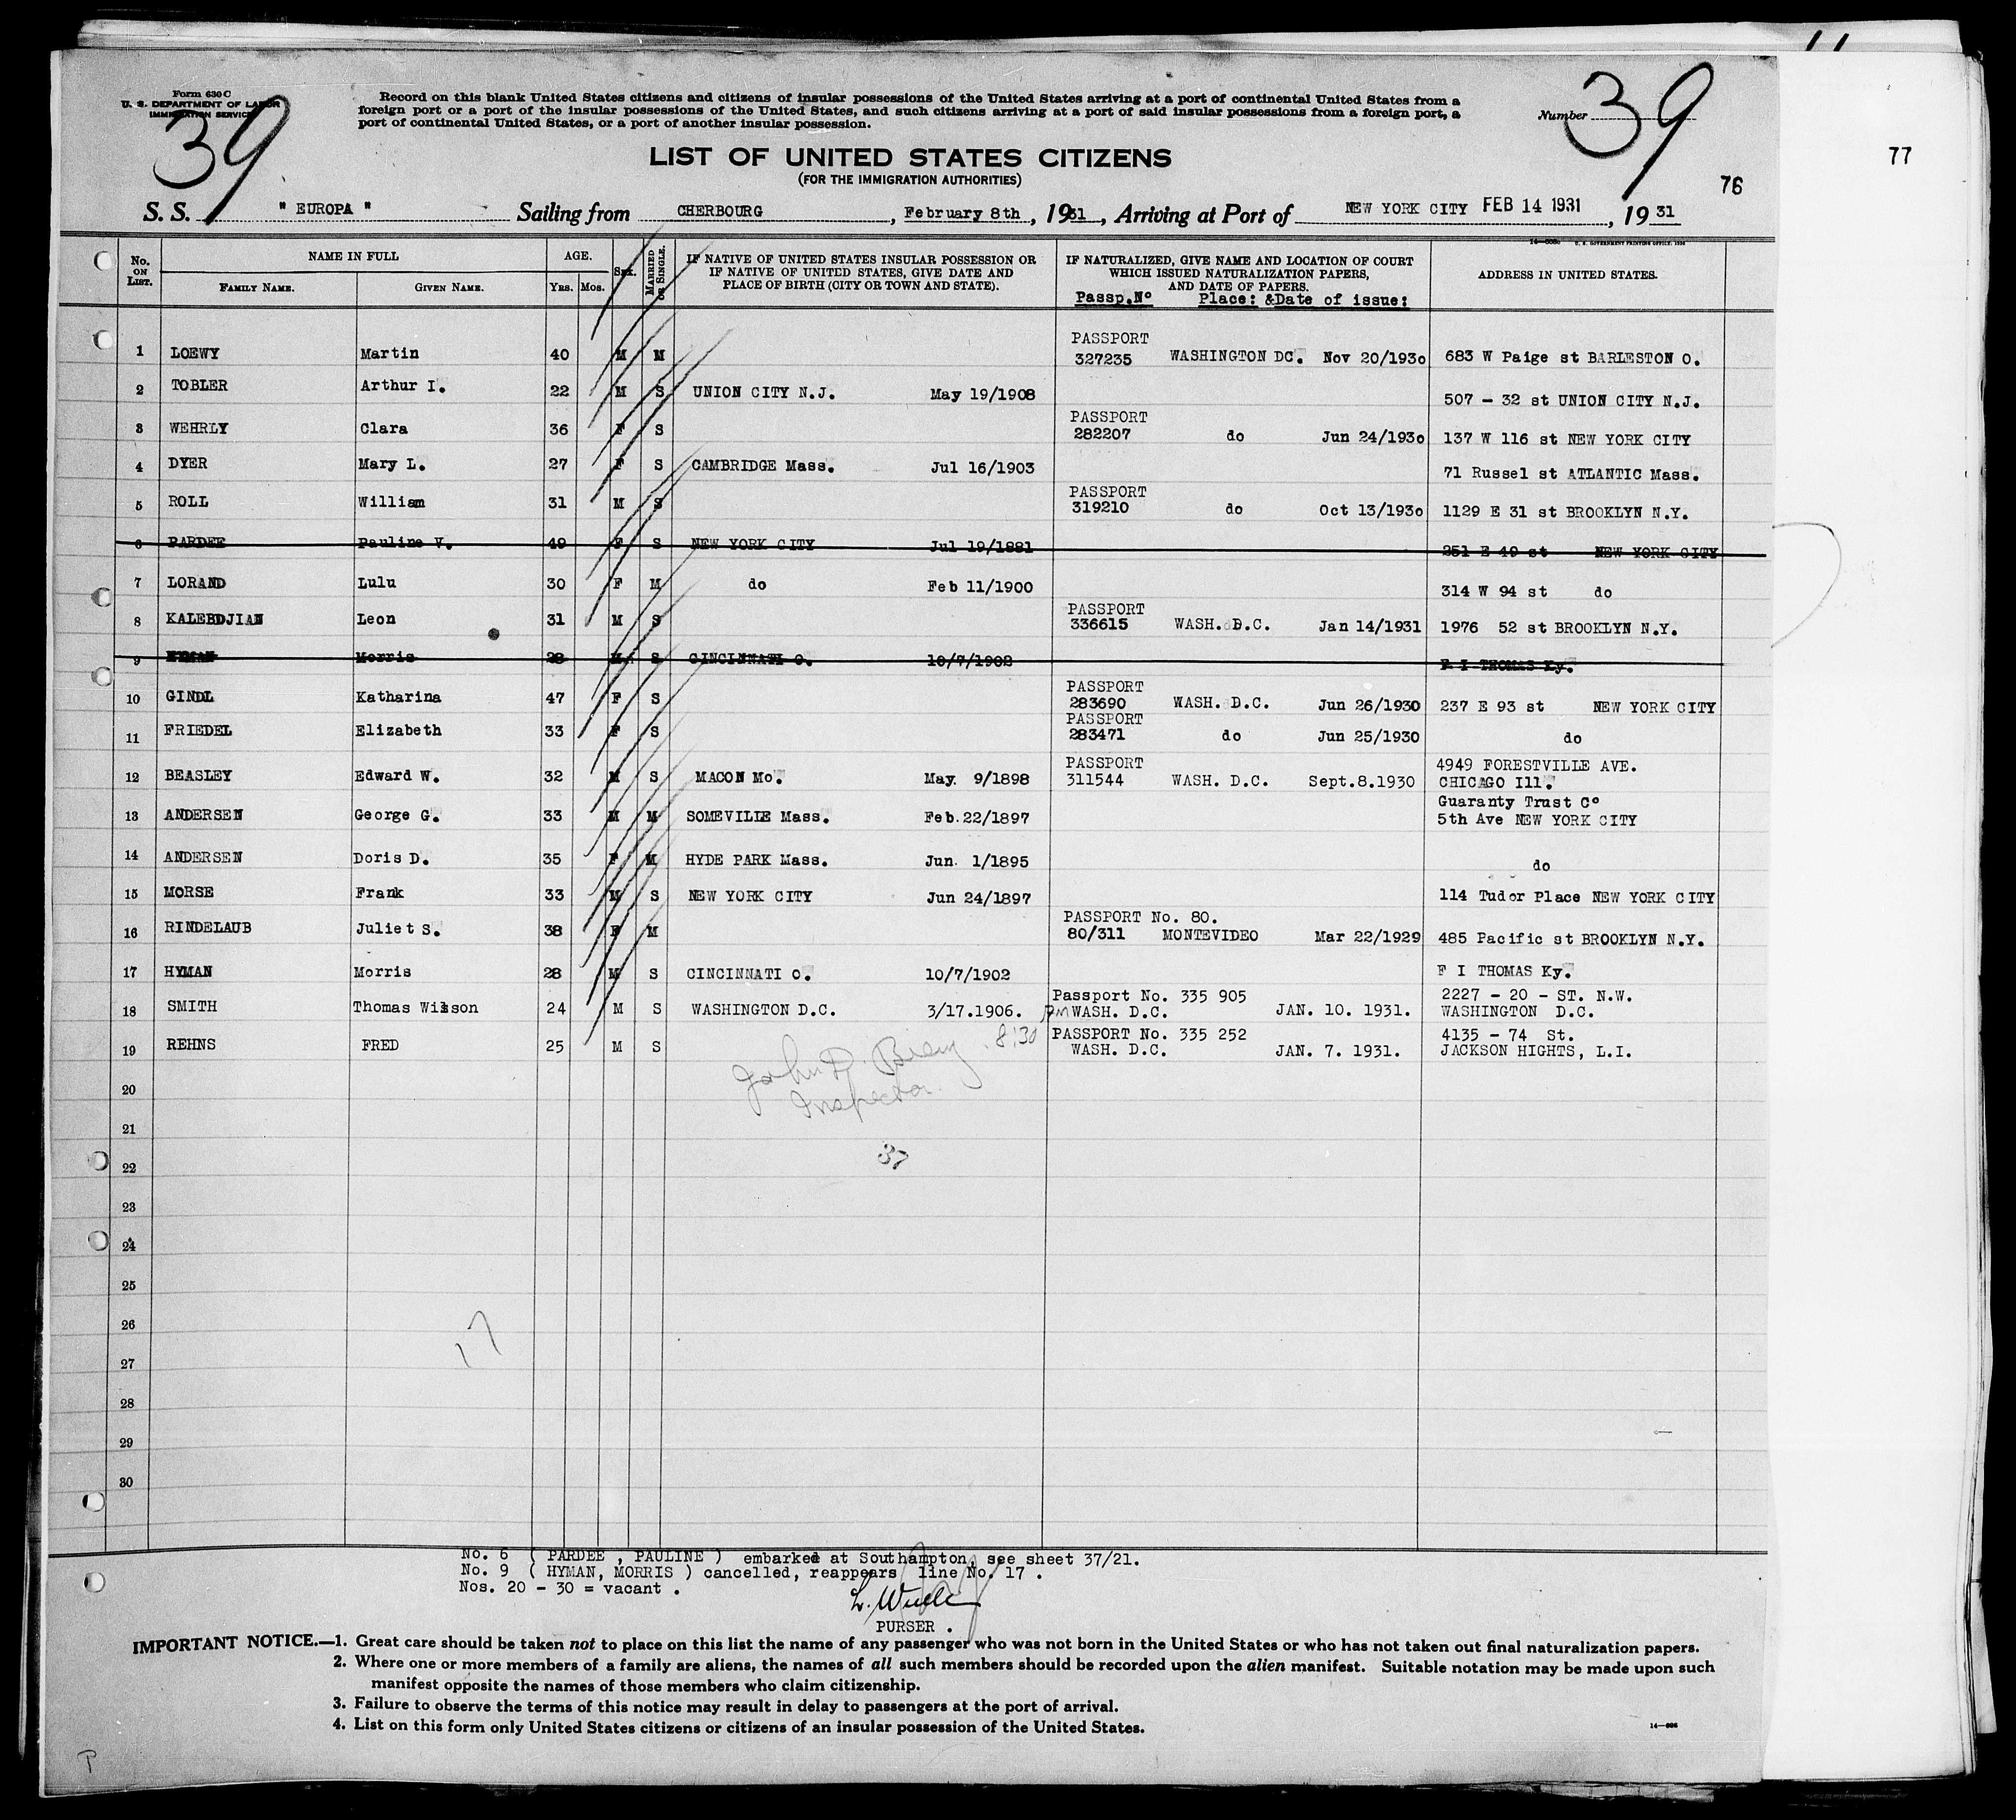 77
Form 630 C
U. S. DEPARTMENT OF LABOR
IMMIGRATION SERVICE
39
Record on this blank United States citizens and citizens of insular possessions of the United States arriving at a port of continental United States from a
foreign port or a port of the insular possessions of the United States, and such citizens arriving at a port of said insular possessions from a foreign port, a
port of continental United States, or a port of another insular possession.
Number 39
LIST OF UNITED STATES CITIZENS
(FOR THE IMMIGRATION AUTHORITIES)
76
S. S. " EUROPA " Sailing from CHERBOURG, February 8th, 1931, Arriving at Port of NEW YORK CITY FEB 14 1931, 19 31
No. ON LIST. NAME IN FULL FAMILY NAME. GIVEN NAME. AGE. Yrs. Mos. SEX. MARRIED OR SINGLE. IF NATIVE OF UNITED STATES INSULAR POSSESSION OR IF NATIVE OF UNITED STATES, GIVE DATE AND PLACE OF BIRTH (CITY OR TOWN AND STATE). IF NATURALIZED, GIVE NAME AND LOCATION OF COURT WHICH ISSUED NATURALIZATION PAPERS, AND DATE OF PAPERS. ADDRESS IN UNITED STATES.
Passp.No Place: &Date of issue:
PASSPORT
1 LOEWY Martin 40 M M 327235 WASHINGTON DC. Nov 20/1930 683 W Paige st BARLESTON O.
2 TOBLER Arthur I. 22 M S UNION CITY N.J. May 19/1908 507 - 32 st UNION CITY N.J.
PASSPORT
3 WEHRLY Clara 36 F S 282207 do Jun 24/1930 137 W 116 st NEW YORK CITY
4 DYER Mary L. 27 F S CAMBRIDGE Mass. Jul 16/1903 71 Russel st ATLANTIC Mass.
PASSPORT
5 ROLL William 31 M S 319210 do Oct 13/1930 1129 E 31 st BROOKLYN N.Y.
6 PARDEE Pauline V. 49 F S NEW YORK CITY Jul 19/1881 251 E 49 st NEW YORK CITY
7 LORAND Lulu 30 F M do Feb 11/1900 314 W 94 st do
PASSPORT
8 KALEBDJIAN Leon 31 M S 336615 WASH. D.C. Jan 14/1931 1976 52 st BROOKLYN N.Y.
9 HYMAN Morris 28 M S CINCINNATI O. 10/7/1902 F I THOMAS Ky.
PASSPORT
10 GINDL Katharina 47 F S 283690 WASH. D.C. Jun 26/1930 237 E 93 st NEW YORK CITY
PASSPORT
11 FRIEDEL Elizabeth 33 F S 283471 do Jun 25/1930 do
PASSPORT 4949 FORESTVILLE AVE.
12 BEASLEY Edward W. 32 M S MACON Mo. May. 9/1898 311544 WASH. D.C. Sept.8.1930 CHICAGO Ill.
Guaranty Trust Co
13 ANDERSEN George G. 33 M M SOMEVILLE Mass. Feb.22/1897 5th Ave NEW YORK CITY
14 ANDERSEN Doris D. 35 F M HYDE PARK Mass. Jun. 1/1895 do
15 MORSE Frank 33 M S NEW YORK CITY Jun 24/1897 114 Tudor Place NEW YORK CITY
PASSPORT No. 80.
16 RINDELAUB Juliet S. 38 F M 80/311 MONTEVIDEO Mar 22/1929 485 Pacific st BROOKLYN N.Y.
17 HYMAN Morris 28 M S CINCINNATI O. 10/7/1902 F I THOMAS Ky.
Passport No. 335 905 2227 - 20 - ST. N.W.
18 SMITH Thomas Wilson 24 M S WASHINGTON D.C. 3/17.1906. WASH. D.C. JAN. 10. 1931. WASHINGTON D.C.
PASSPORT No. 335 252 4135 - 74 St.
19 REHNS FRED 25 M S WASH. D.C. JAN. 7. 1931. JACKSON HIGHTS, L.I.
John D. 8:30 PM
Inspector
20
21
37
22
23
24
25
26
17
27
28
29
30
No. 6 ( PARDEE , PAULINE ) embarked at Southampton, see sheet 37/21.
No. 9 ( HYMAN, MORRIS ) cancelled, reappears line No. 17 .
Nos. 20 - 30 = vacant .
PURSER .
IMPORTANT NOTICE.—1. Great care should be taken not to place on this list the name of any passenger who was not born in the United States or who has not taken out final naturalization papers.
2. Where one or more members of a family are aliens, the names of all such members should be recorded upon the alien manifest. Suitable notation may be made upon such
manifest opposite the names of those members who claim citizenship.
3. Failure to observe the terms of this notice may result in delay to passengers at the port of arrival.
4. List on this form only United States citizens or citizens of an insular possession of the United States.
P